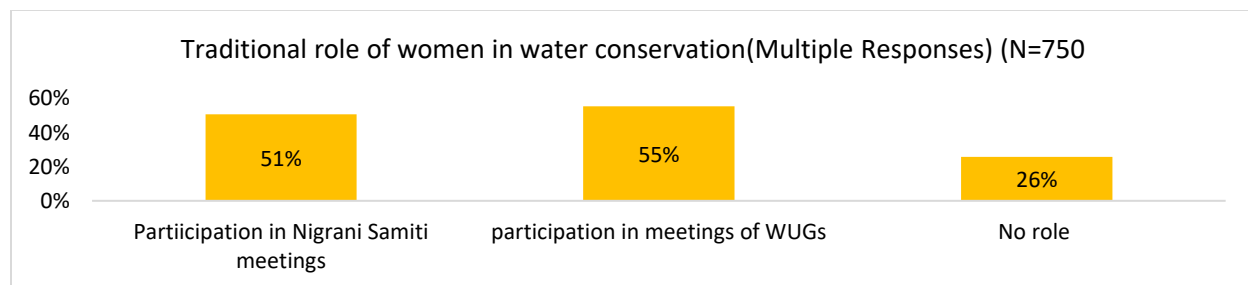 Traditional role of women in water conservation(Multiple Responses) (N=750
60%
40%
20%
0%
51%
55%
26%
Partiicipation in Nigrani Samiti
meetings
participation in meetings of WUGs
No role